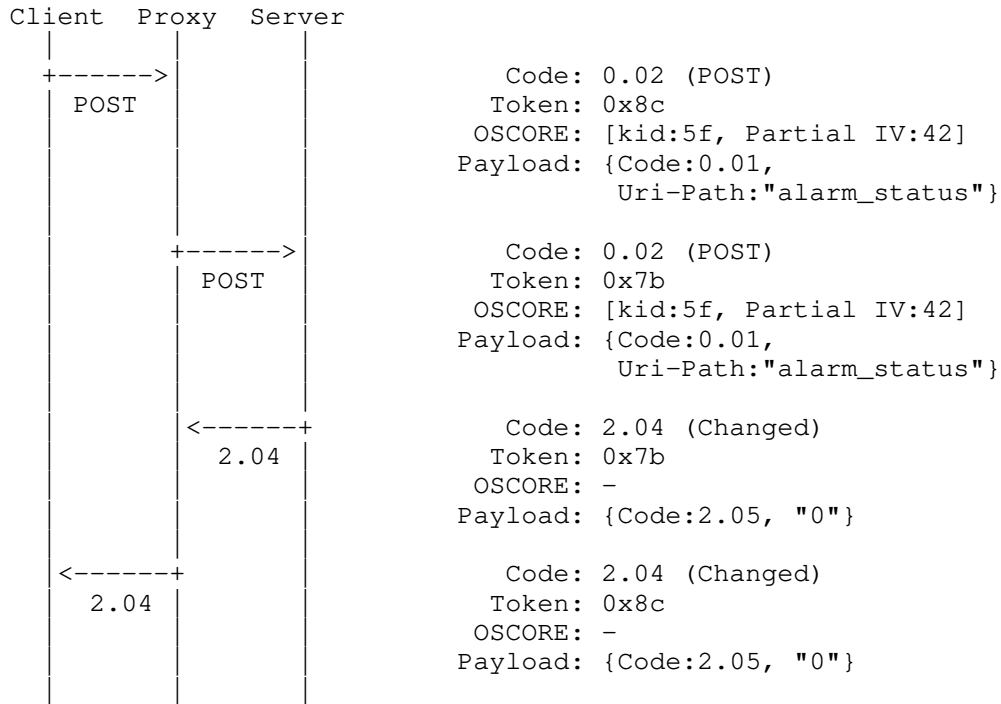 Client Proxy Server
+------>| Code: 0.02 (POST)
POST Token: 0x8c
OSCORE: [kid:5f, Partial IV:42]
Payload: {Code:0.01,
Uri-Path:"alarm_status"}
+------>| Code: 0.02 (POST)
POST Token: 0x7b
OSCORE: [kid:5f, Partial IV:42]
Payload: {Code:0.01,
Uri-Path:"alarm_status"}
|<------+ Code: 2.04 (Changed)
2.04 Token: 0x7b
OSCORE: -
Payload: {Code:2.05, "0"}
|<------+ Code: 2.04 (Changed)
2.04 Token: 0x8c
OSCORE: -
Payload: {Code:2.05, "0"}